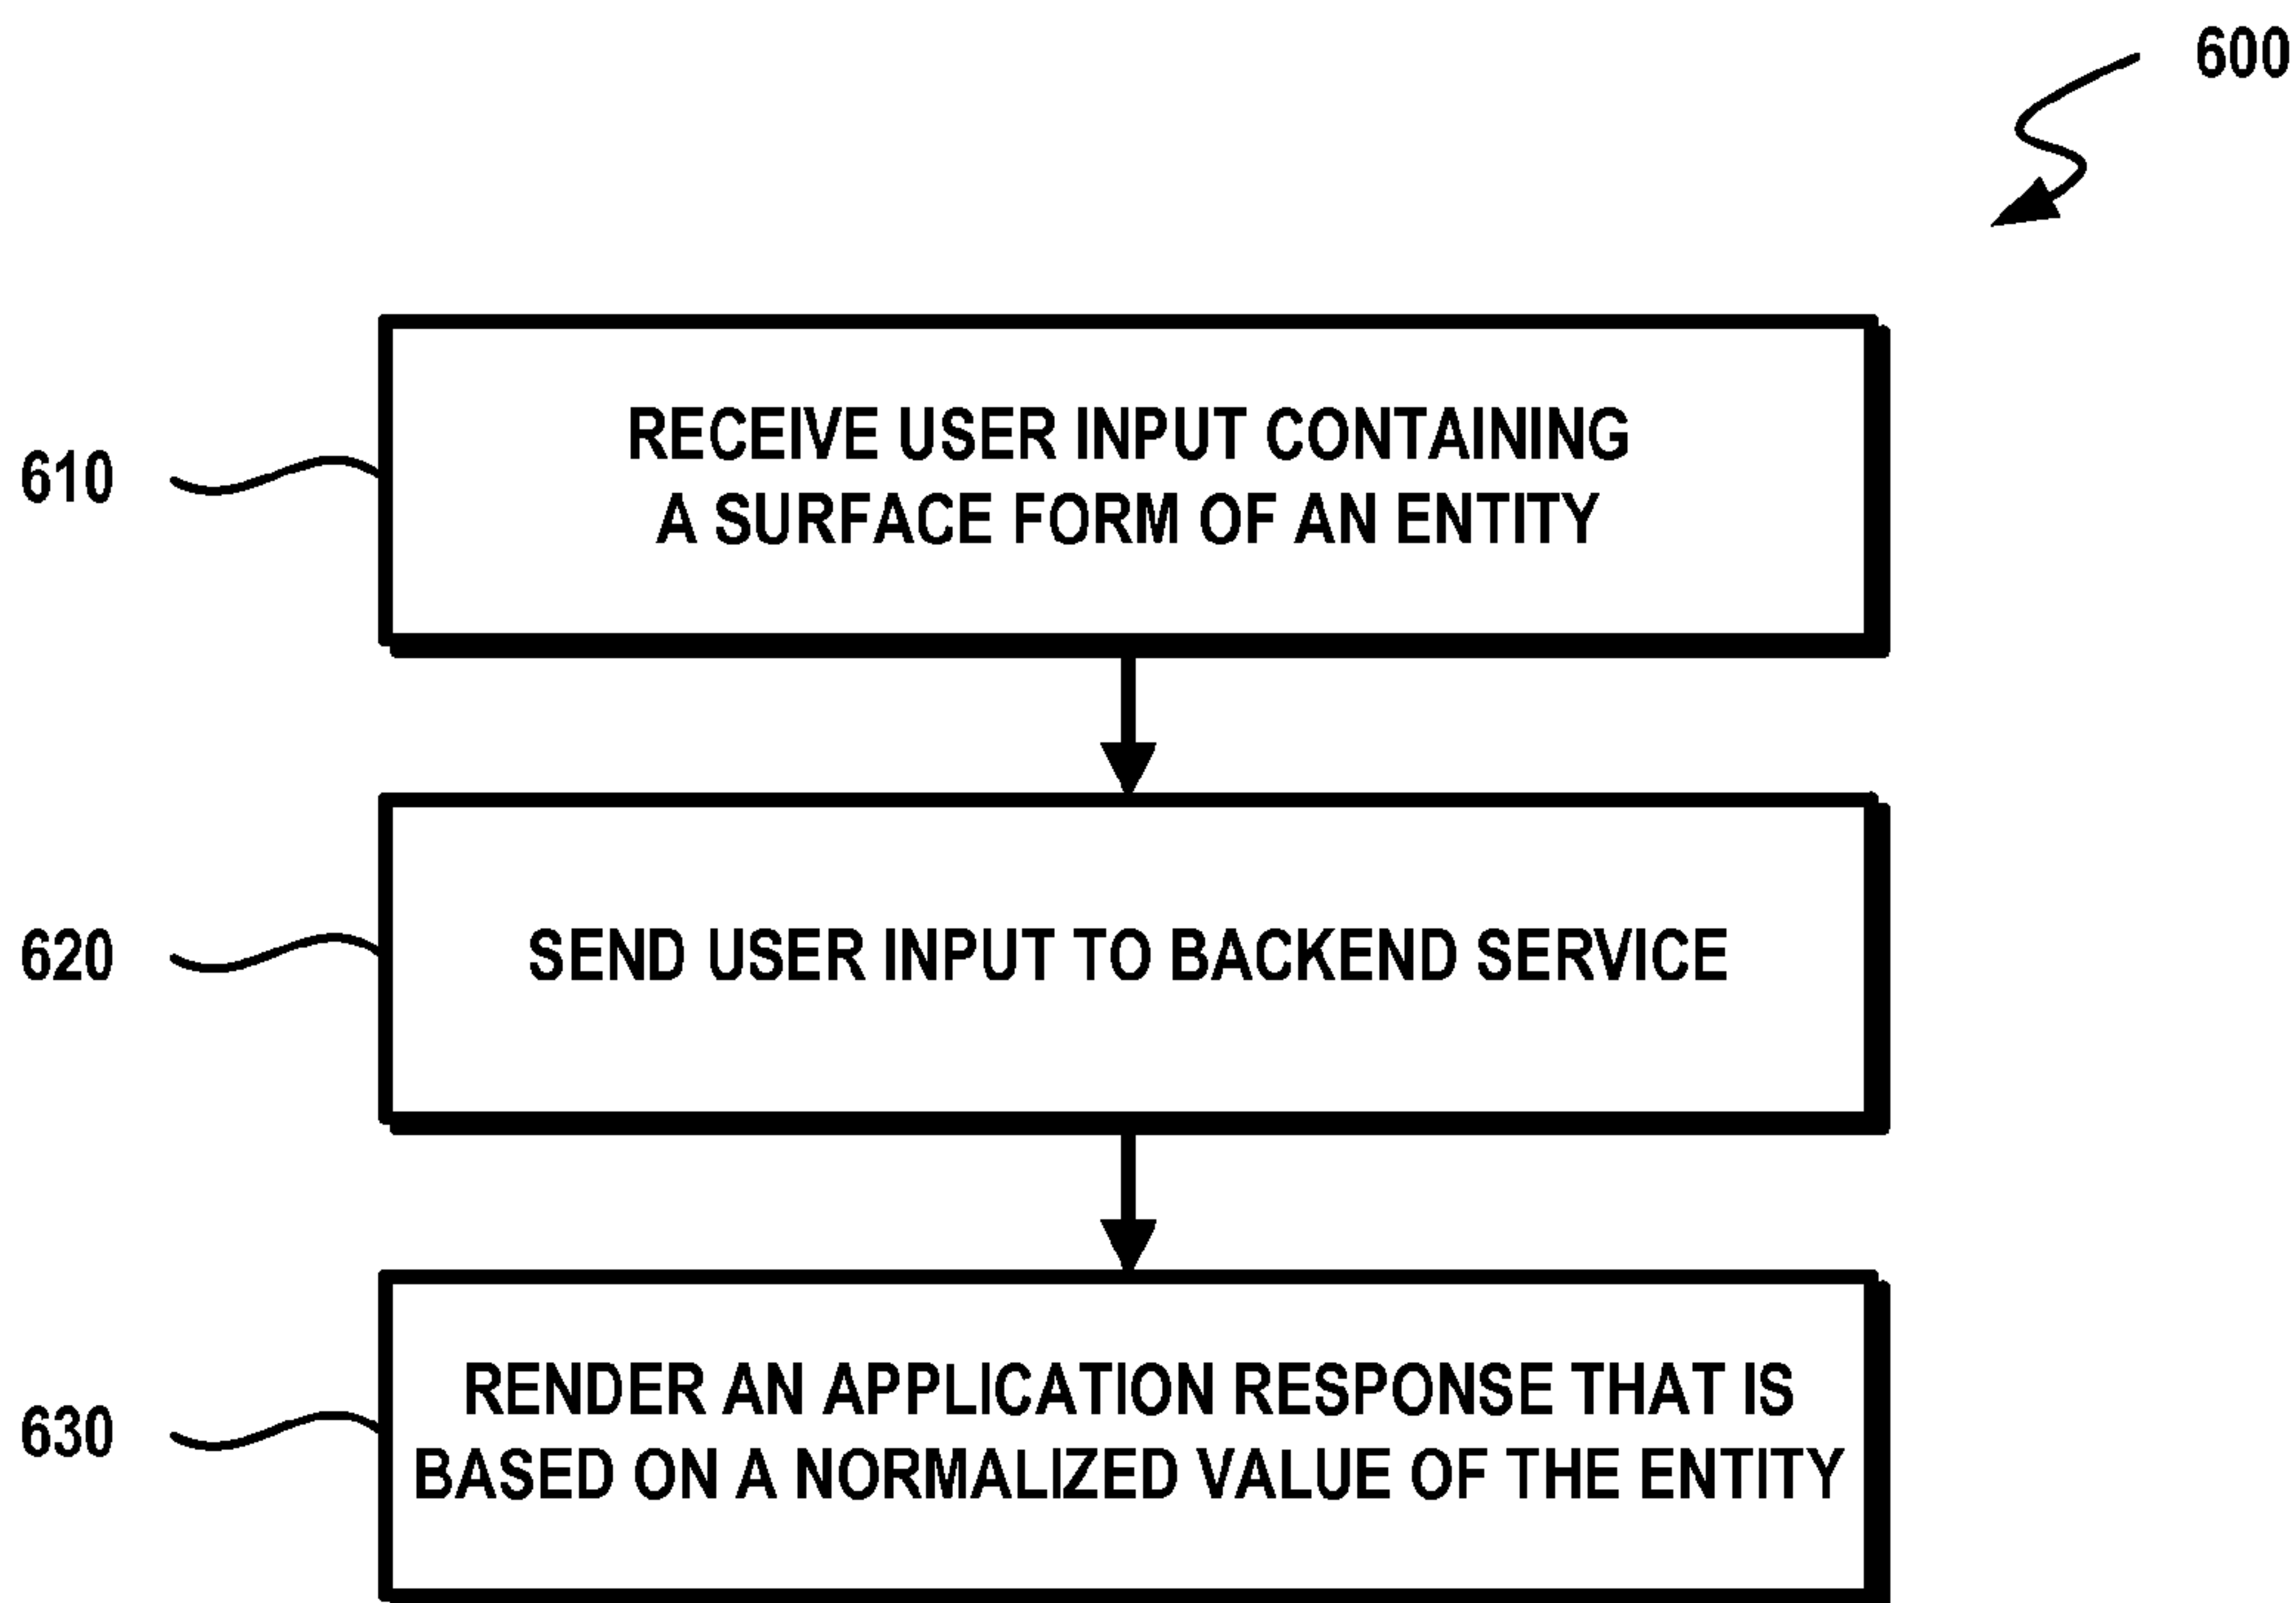 600
610
RECEIVE USER INPUT CONTAINING
A SURFACE FORM OF AN ENTITY
620
SEND USER INPUT TO BACKEND SERVICE
630
RENDER AN APPLICATION RESPONSE THAT IS
BASED ON A NORMALIZED VALUE OF THE ENTITY